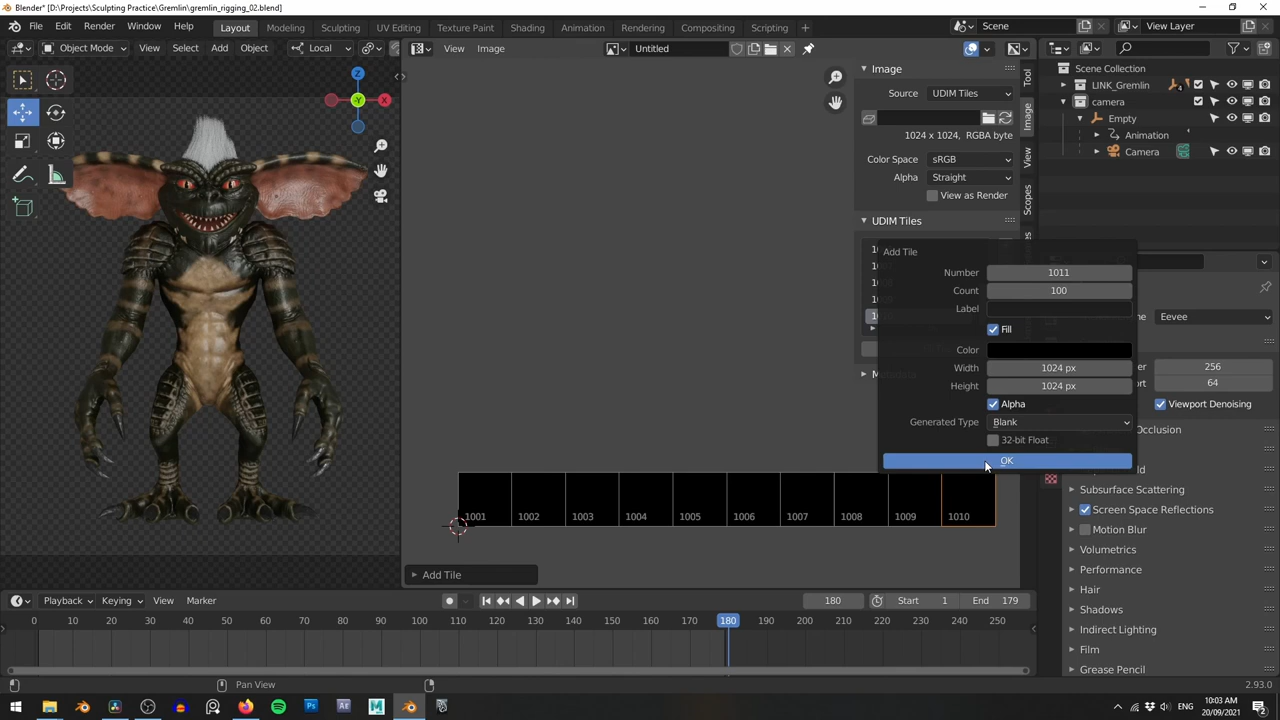 Blender* [D:\Projects\Sculpting Practice\Gremlin\gremlin_rigging_02.blend]
File Edit Render Window Help Layout Modeling Sculpting UV Editing Texture Paint Shading Animation Rendering Compositing Scripting Scene View Layer
Object Mode View Select Add Object Local View Image Untitled
Z
Y
X
Image
Source UDIM Tiles
1024 x 1024, RGBA byte
Color Space sRGB
Alpha Straight
View as Render
UDIM Tiles
Tool
Image
View
Scopes
Scene Collection
LINK_Gremlin 4
camera
Empty
Animation
Camera
Add Tile
Number 1011
Count 100
Label
Fill
Color
Width 1024 px
Height 1024 px
Alpha
Generated Type Blank
32-bit Float
OK
Eevee
256
64
Viewport Denoising
Subsurface Scattering
Screen Space Reflections
Motion Blur
Volumetrics
Performance
Hair
Shadows
Indirect Lighting
Film
Grease Pencil
1001 1002 1003 1004 1005 1006 1007 1008 1009 1010
Add Tile
Playback Keying View Marker 180 Start 1 End 179
0 10 20 30 40 50 60 70 80 90 100 110 120 130 140 150 160 170 180 190 200 210 220 230 240 250
Pan View 2.93.0
ENG 10:03 AM
20/09/2021